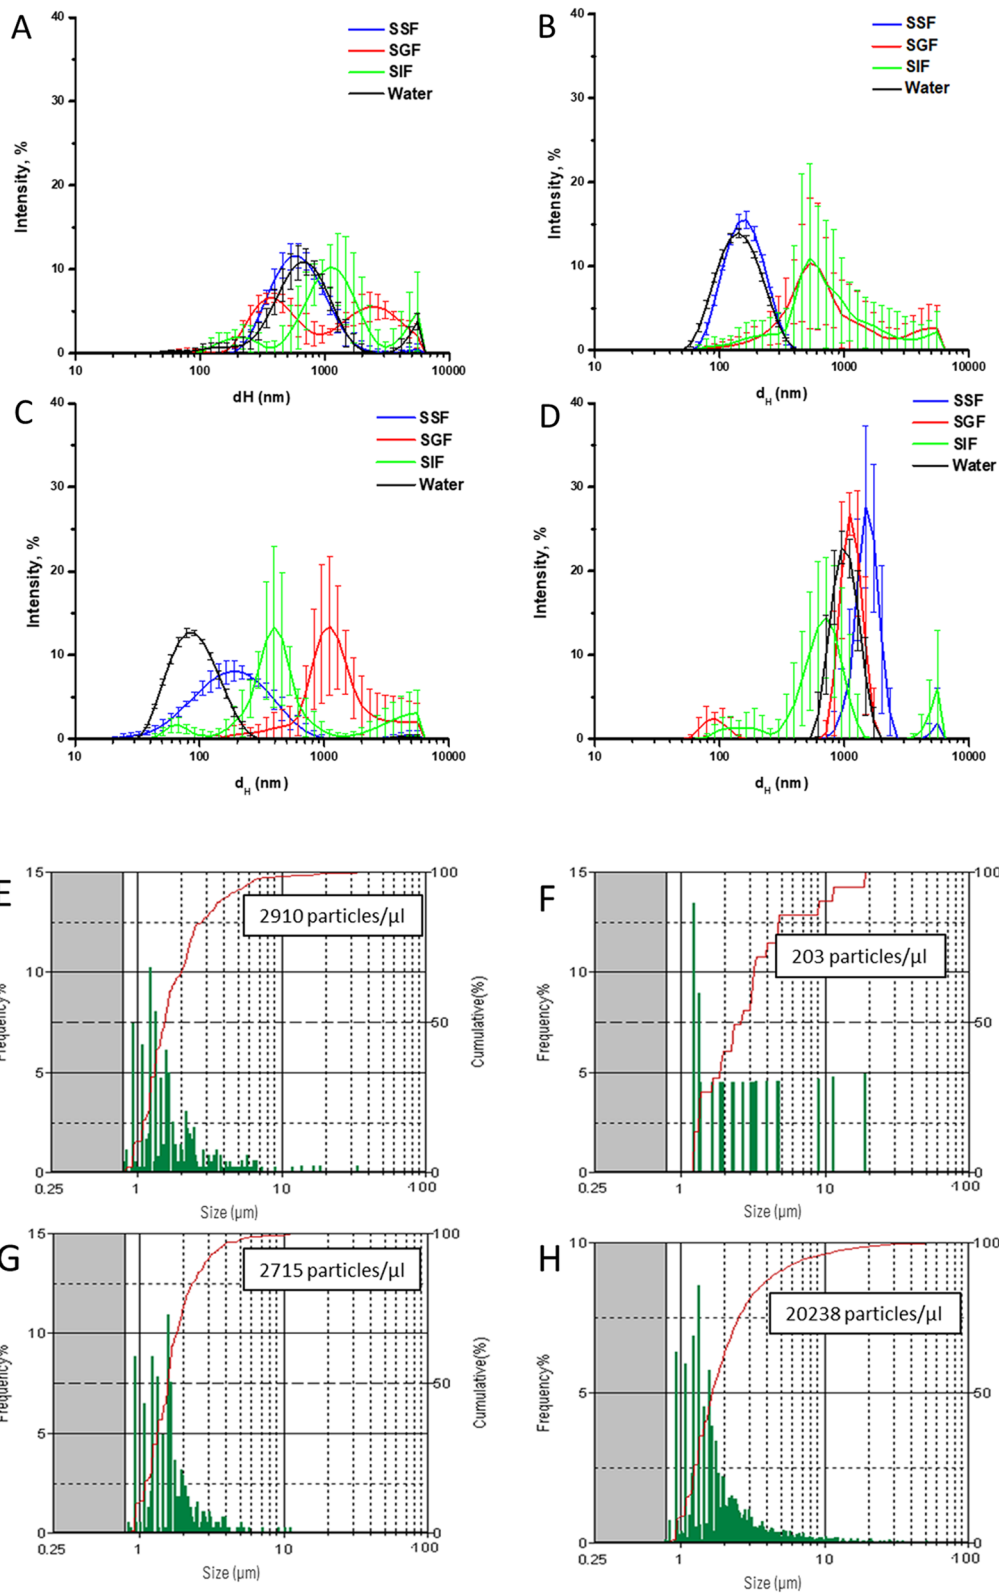 A
SSF
SGF
SIF
Water
40
30
20
10
0
Intensity, %
10
100
1000
10000
dH (nm)
B
SSF
SGF
SIF
Water
40
30
20
10
0
Intensity, %
10
100
1000
10000
dH (nm)
C
SSF
SGF
SIF
Water
40
30
20
10
0
Intensity, %
10
100
1000
10000
dH (nm)
D
SSF
SGF
SIF
Water
40
30
20
10
0
Intensity, %
10
100
1000
10000
dH (nm)
E
2910 particles/µl
15
10
5
0
Frequency%
100
50
0
Cumulative(%)
0.25
1
10
100
Size (µm)
F
203 particles/µl
15
10
5
0
Frequency%
100
50
0
0.25
1
10
100
Size (µm)
G
2715 particles/µl
15
10
5
0
Frequency%
100
50
0
Cumulative(%)
0.25
1
10
100
Size (µm)
H
20238 particles/µl
10
5
0
Frequency%
100
50
0
0.25
1
10
100
Size (µm)